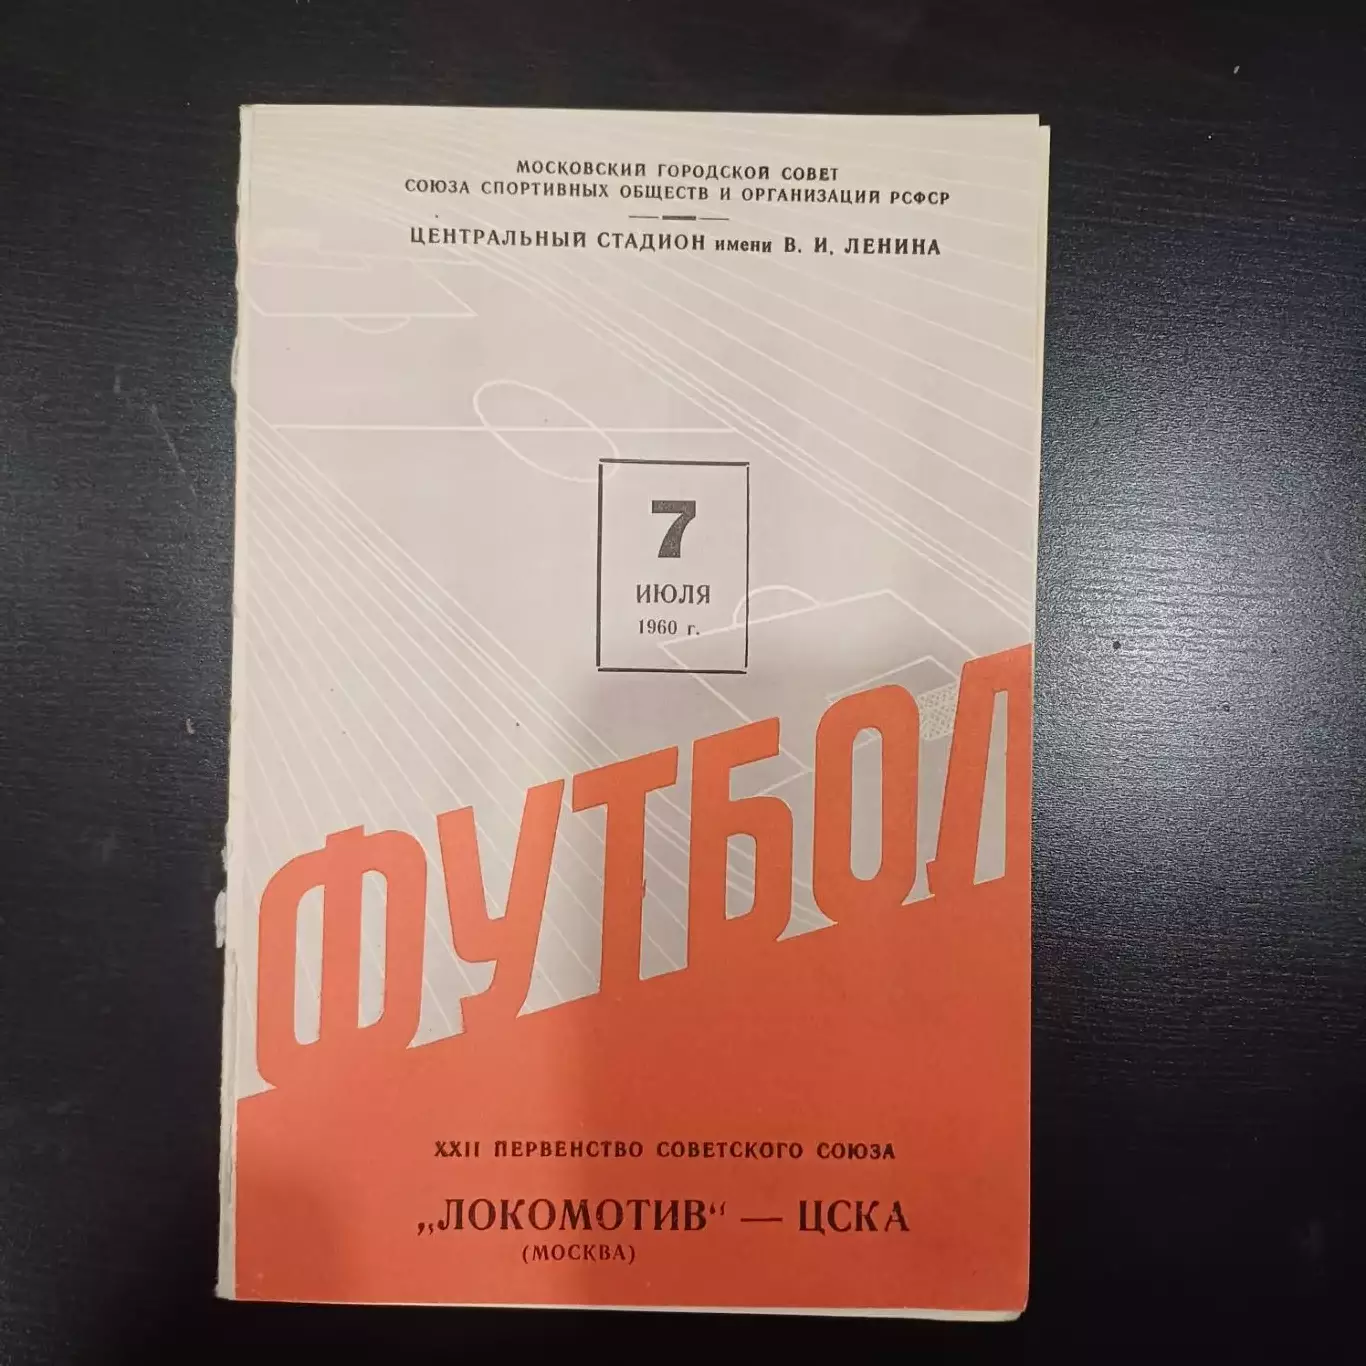 МОСКОВСКИЙ ГОРОДСКОЙ СОВЕТ
СОЮЗА СПОРТИВНЫХ ОБЩЕСТВ И ОРГАНИЗАЦИЙ РСФСР
ЦЕНТРАЛЬНЫЙ СТАДИОН имени В. И. ЛЕНИНА
7
ИЮЛЯ
1960 г.
ФУТБОЛ
XXII ПЕРВЕНСТВО СОВЕТСКОГО СОЮЗА
„ЛОКОМОТИВ“ — ЦСКА
(МОСКВА)